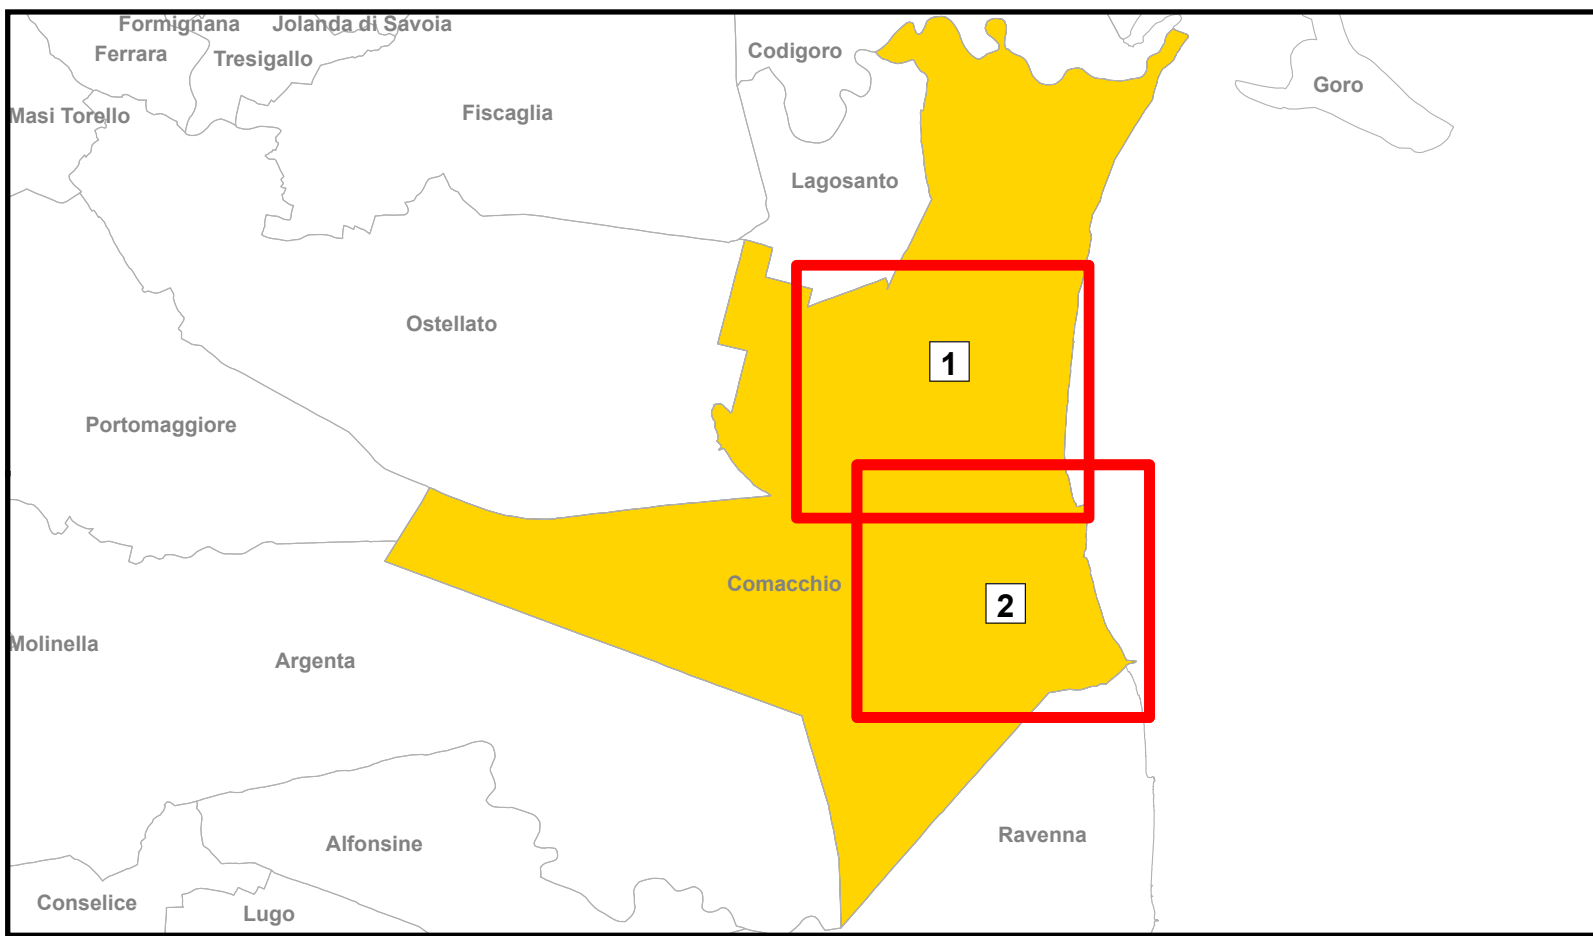 Formignana
Jolanda di Savoia
Ferrara
Tresigallo
Codigoro
Goro
Masi Torello
Fiscaglia
Lagosanto
Ostellato
1
Portomaggiore
Comacchio
2
Molinella
Argenta
Ravenna
Alfonsine
Conselice
Lugo